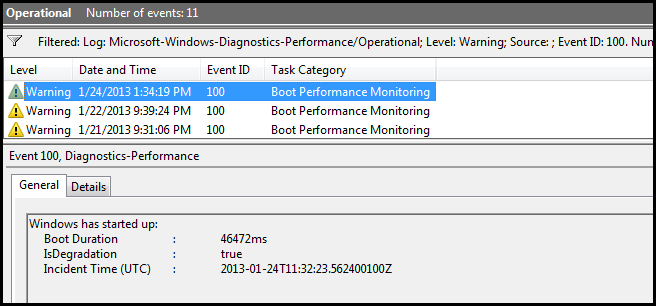 Operational Number of events: 11
Filtered: Log: Microsoft-Windows-Diagnostics-Performance/Operational; Level: Warning; Source: ; Event ID: 100. Num
Level Date and Time Event ID Task Category
Warning 1/24/2013 1:34:19 PM 100 Boot Performance Monitoring
Warning 1/22/2013 9:39:24 PM 100 Boot Performance Monitoring
Warning 1/21/2013 9:31:06 PM 100 Boot Performance Monitoring
Event 100, Diagnostics-Performance
General Details
Windows has started up:
Boot Duration : 46472ms
IsDegradation : true
Incident Time (UTC) : 2013-01-24T11:32:23.562400100Z